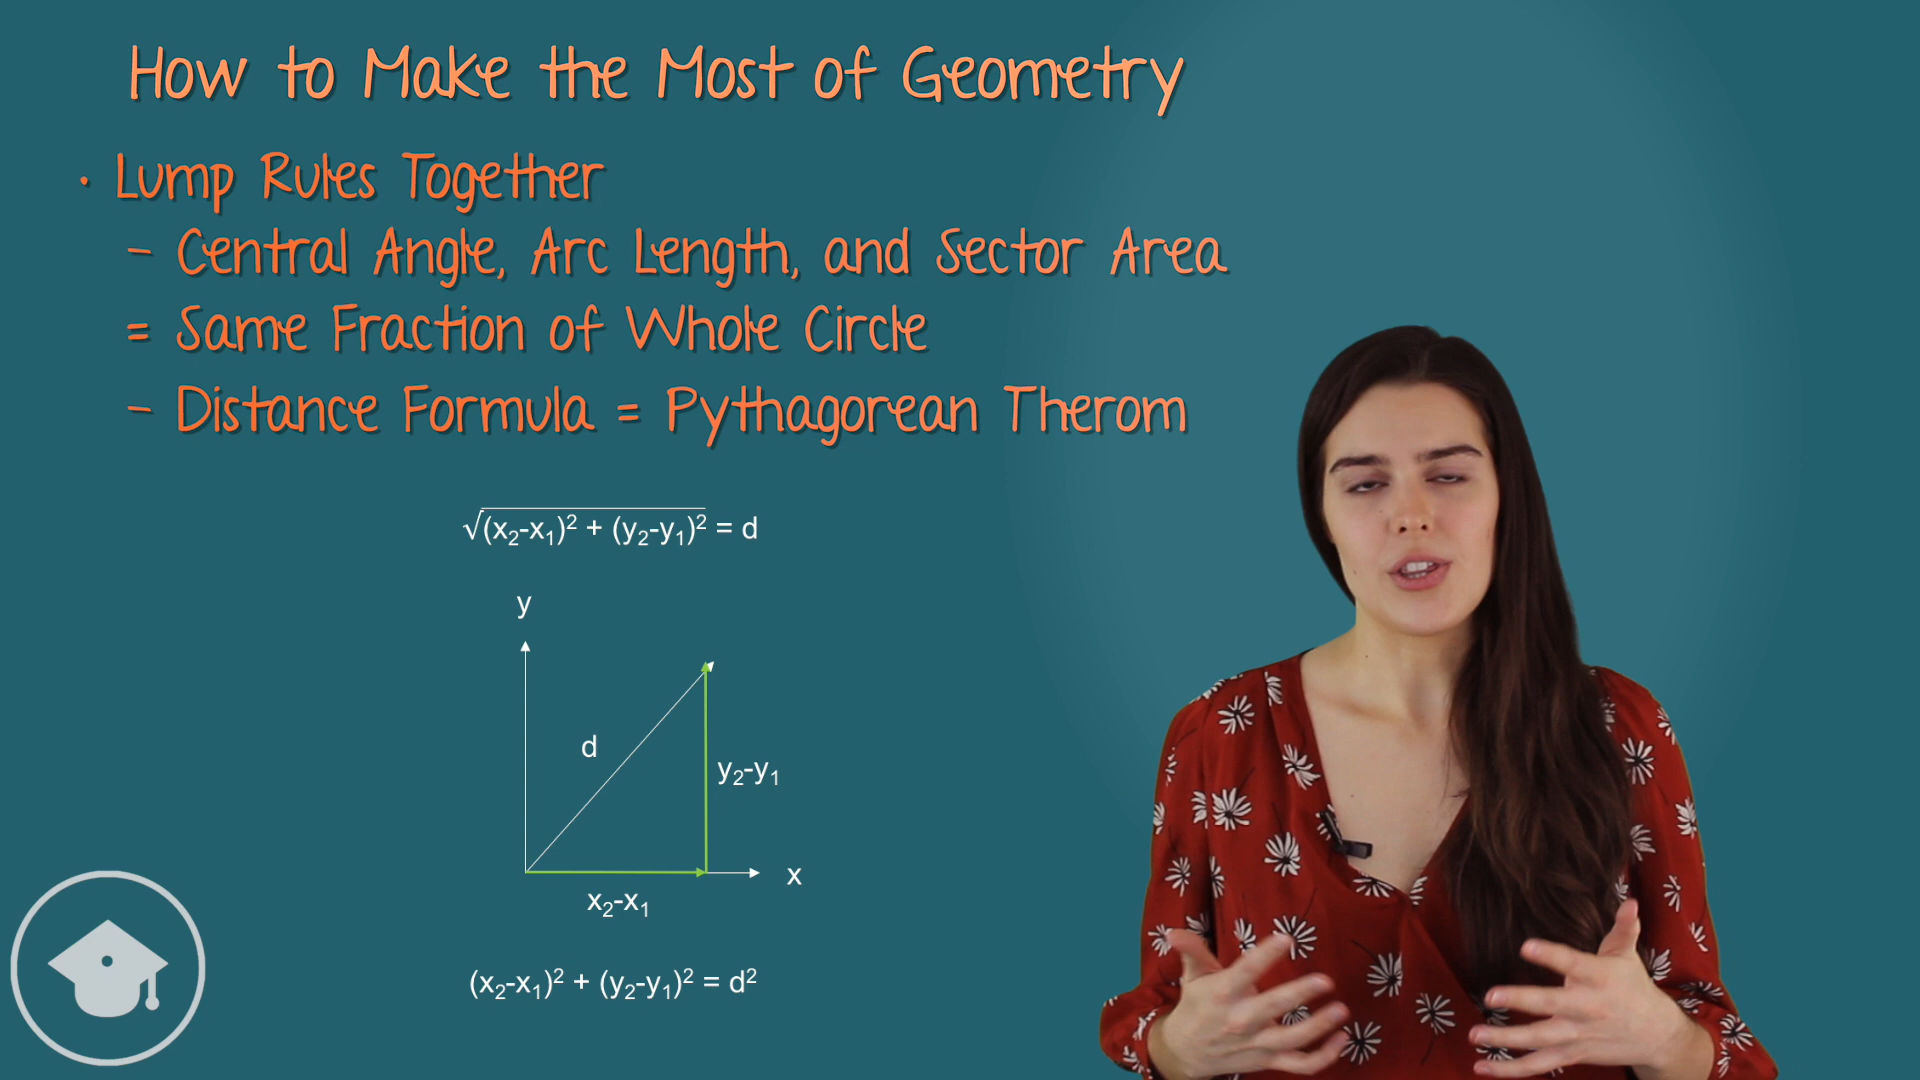 How to Make the Most of Geometry
· Lump Rules Together
– Central Angle, Arc Length, and Sector Area
= Same Fraction of Whole Circle
– Distance Formula = Pythagorean Therom
√(x₂-x₁)² + (y₂-y₁)² = d
y
d
y₂-y₁
x
x₂-x₁
(x₂-x₁)² + (y₂-y₁)² = d²